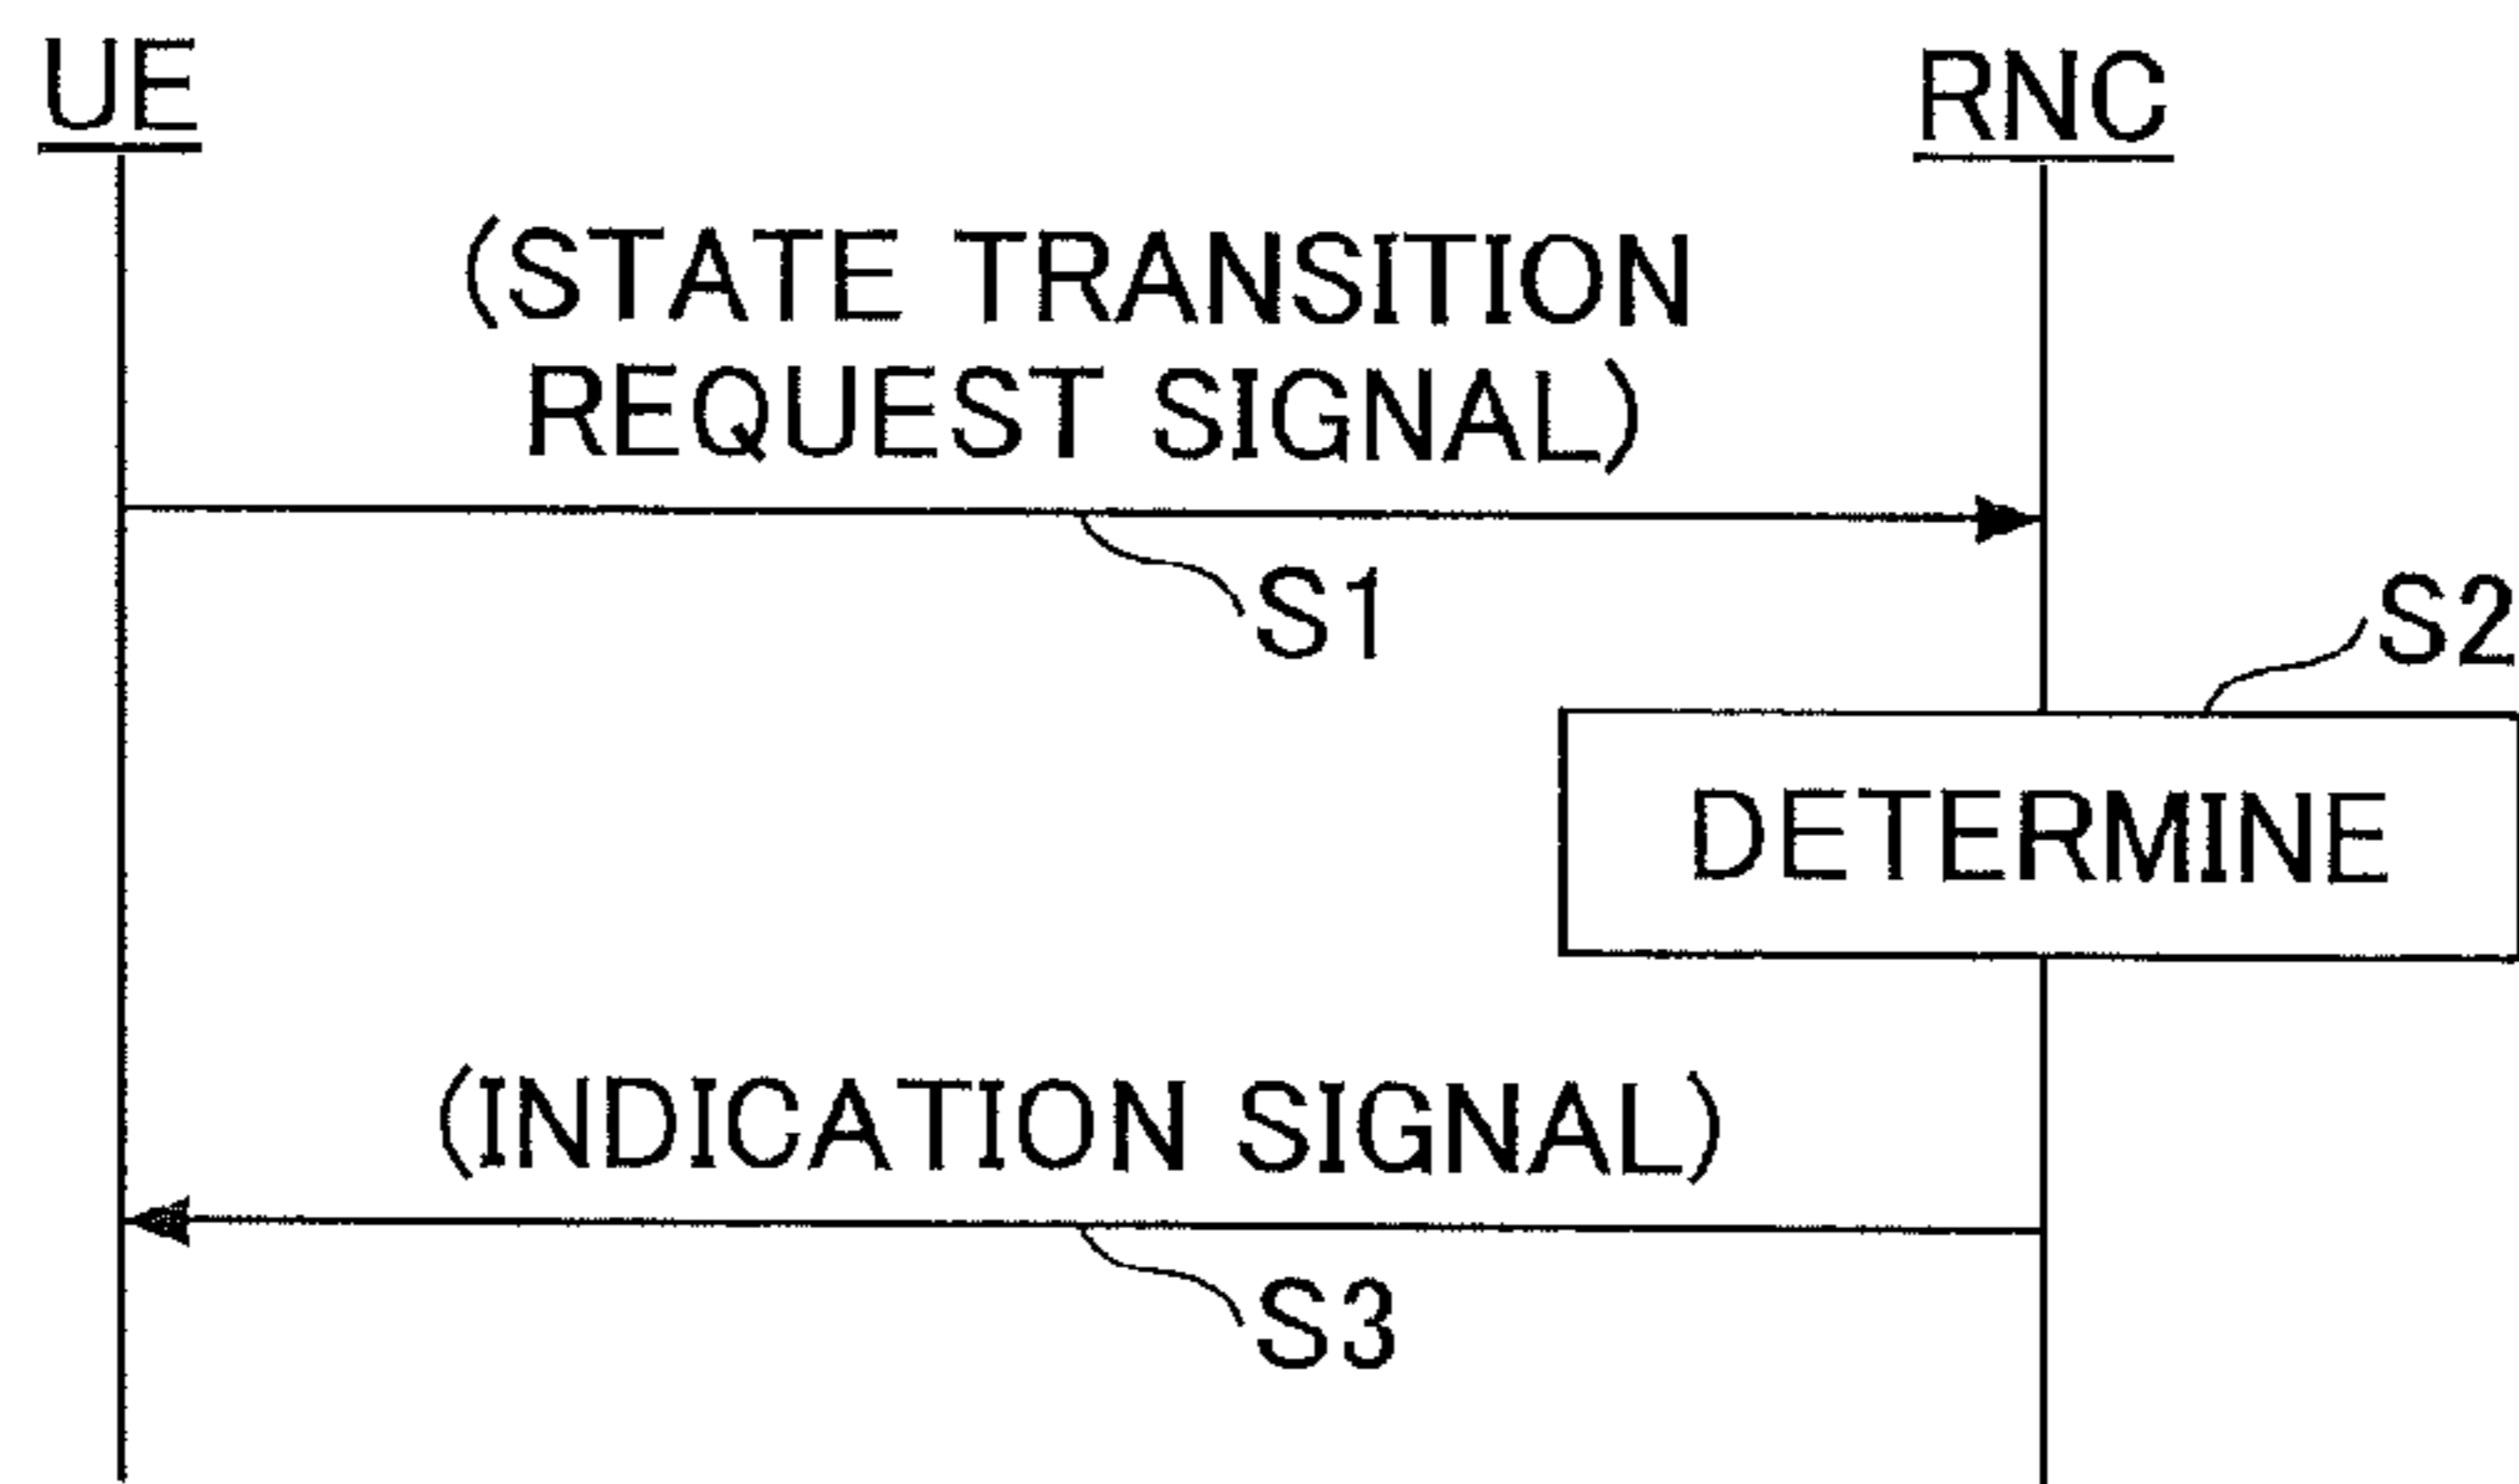 UE
RNC
(STATE TRANSITION
REQUEST SIGNAL)
S1
S2
DETERMINE
(INDICATION SIGNAL)
S3